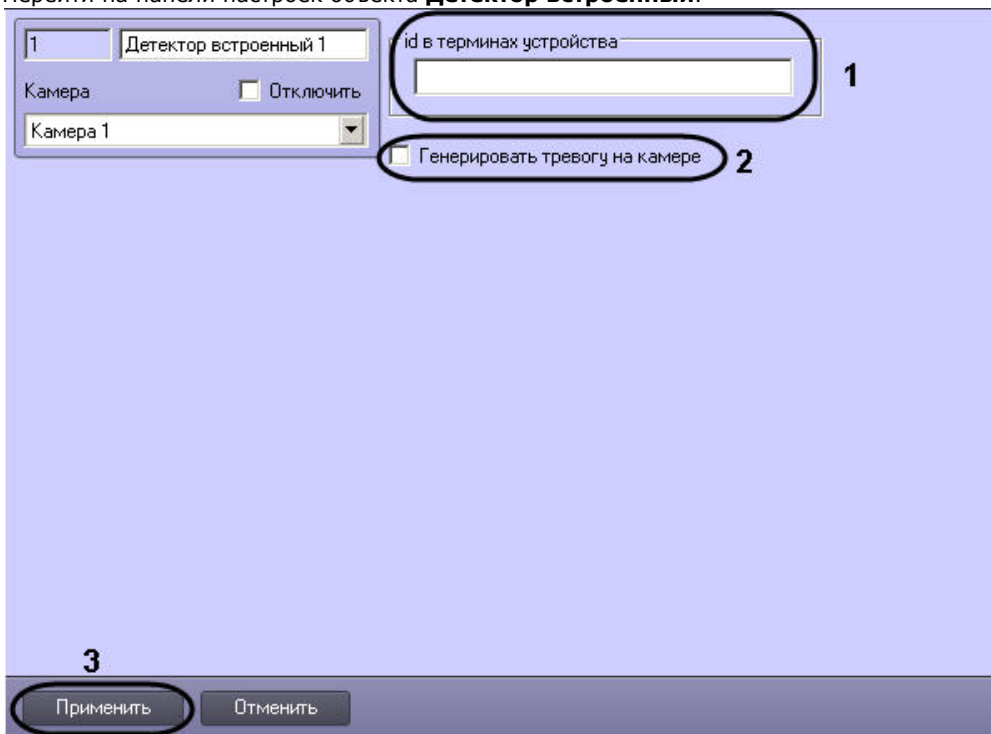 Перейти на панели настроек объекта Детектор встроенный.
1 Детектор встроенный 1
id в терминах устройства
1
Камера Отключить
Камера 1
Генерировать тревогу на камере 2
3
Применить Отменить